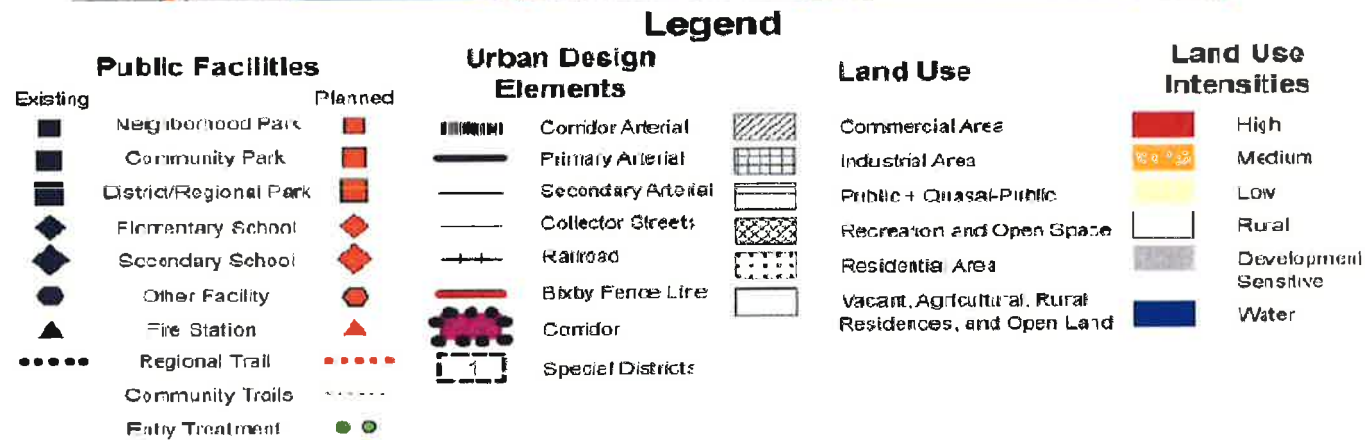 Legend
Public Facilities
Existing
Planned
Neighborhood Park
Community Park
District/Regional Park
Elementary School
Secondary School
Other Facility
Fire Station
Regional Trail
Community Trails
Entry Treatment
Urban Design
Elements
Corridor Arterial
Primary Arterial
Secondary Arterial
Collector Streets
Railroad
Bixby Fence Line
Corridor
1
Special Districts
Land Use
Commercial Area
Industrial Area
Public + Quasal-Public
Recreation and Open Space
Residential Area
Vacant, Agricultural, Rural
Residences, and Open Land
Land Use
Intensities
High
Medium
Low
Rural
Development
Sensitive
Water